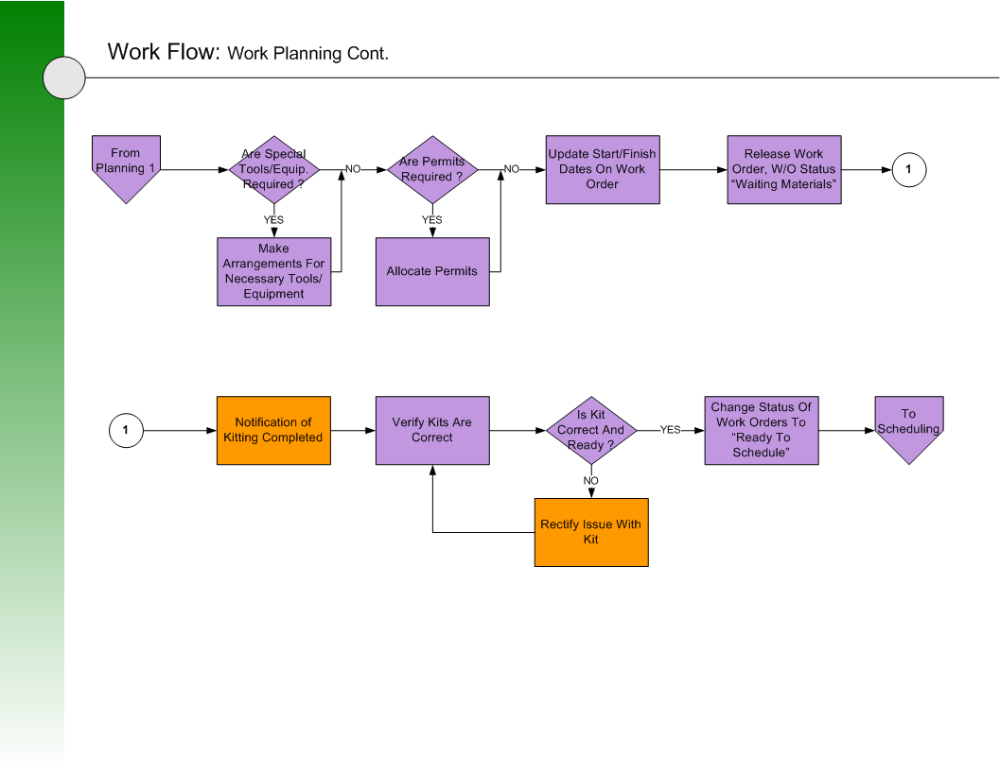 Work Flow: Work Planning Cont.
From
Planning 1
Are Special
Tools/Equip.
Required ?
NO
YES
Make
Arrangements For
Necessary Tools/
Equipment
Are Permits
Required ?
NO
YES
Allocate Permits
Update Start/Finish
Dates On Work
Order
Release Work
Order, W/O Status
“Waiting Materials”
1
1
Notification of
Kitting Completed
Verify Kits Are
Correct
Is Kit
Correct And
Ready ?
YES
NO
Rectify Issue With
Kit
Change Status Of
Work Orders To
“Ready To
Schedule”
To
Scheduling